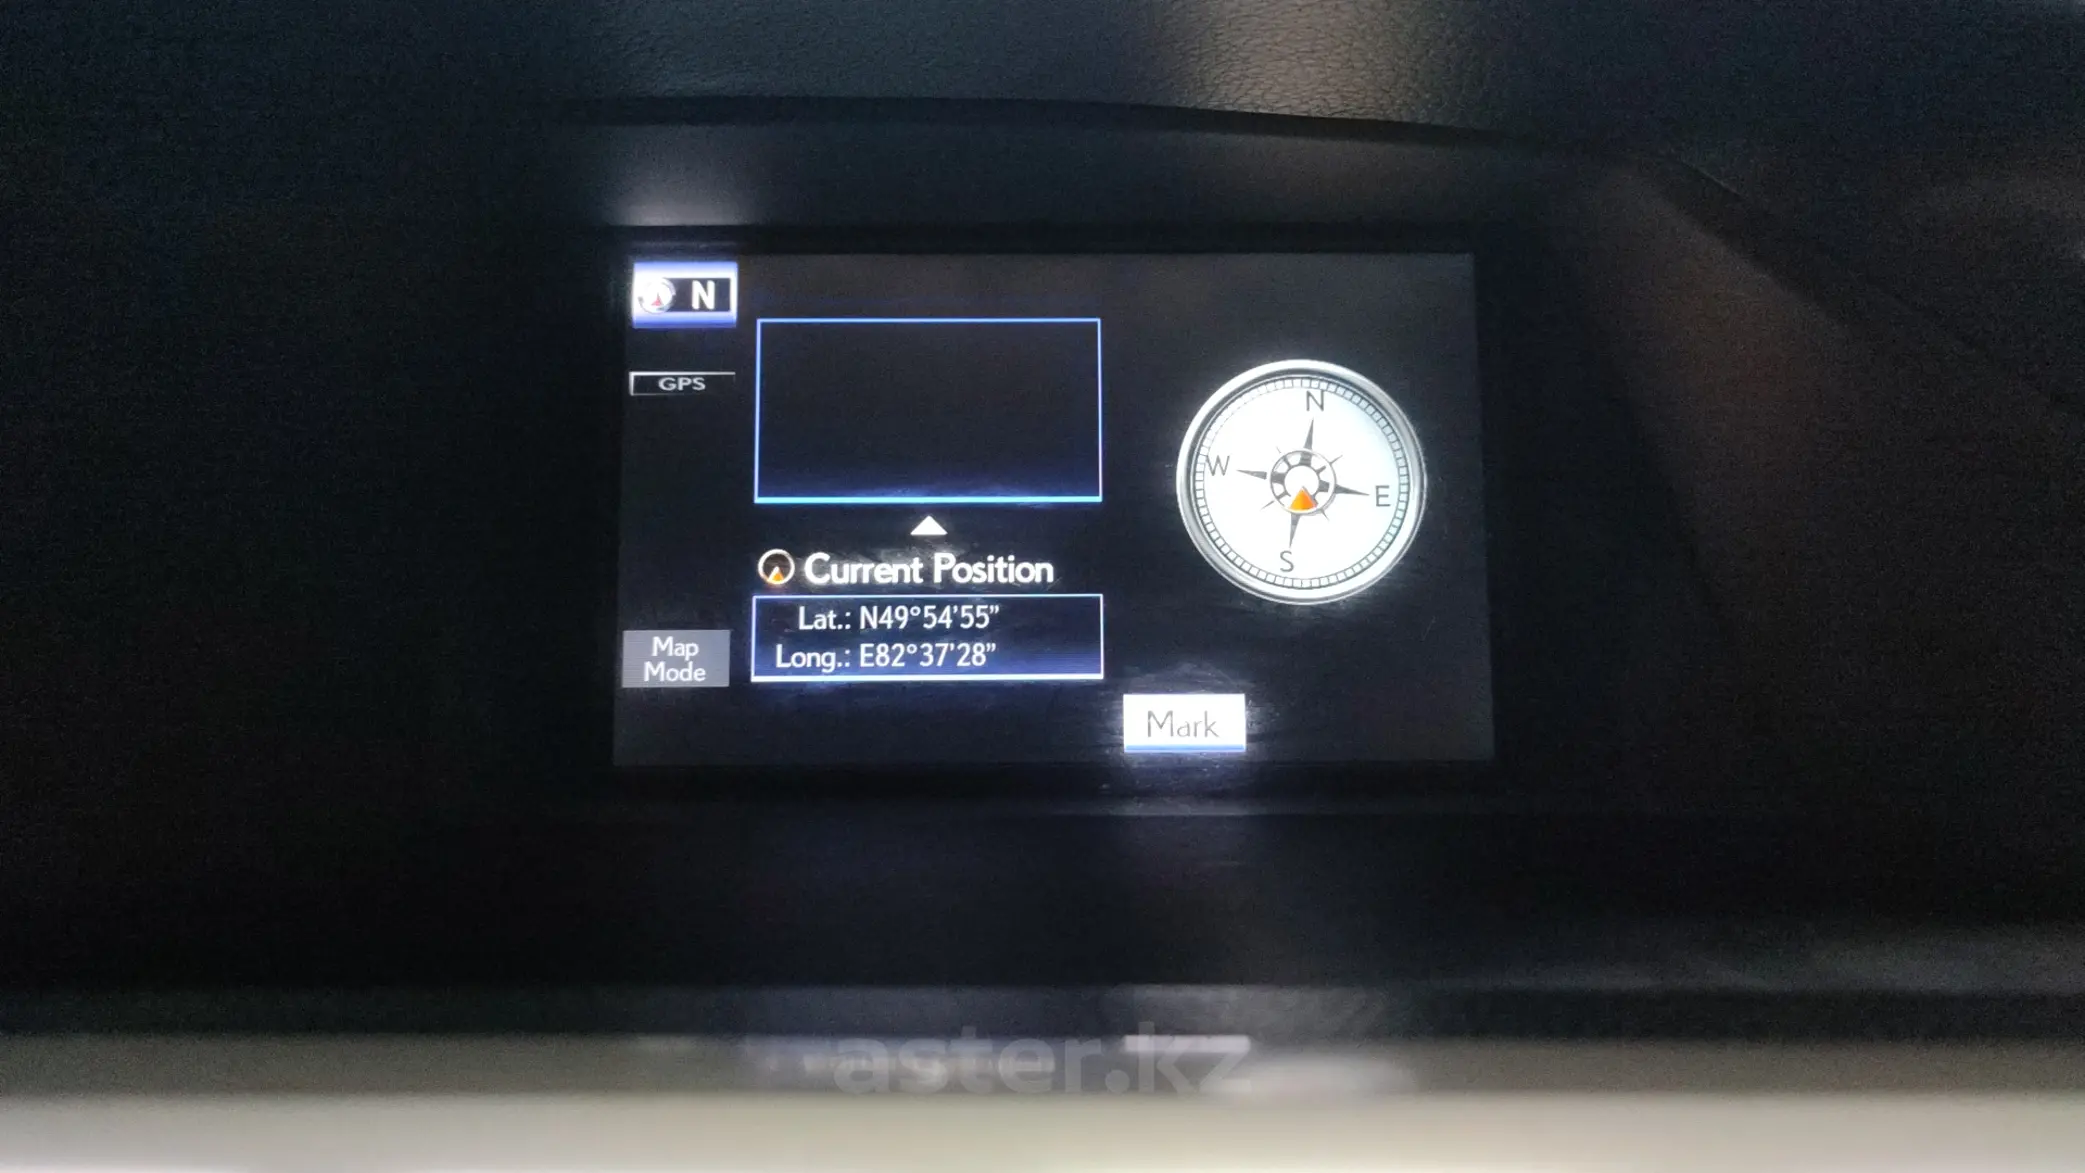 N
GPS
Current Position
Lat.: N49°54'55”
Long.: E82°37'28”
Map
Mode
N
W
E
S
Mark
aster.kz